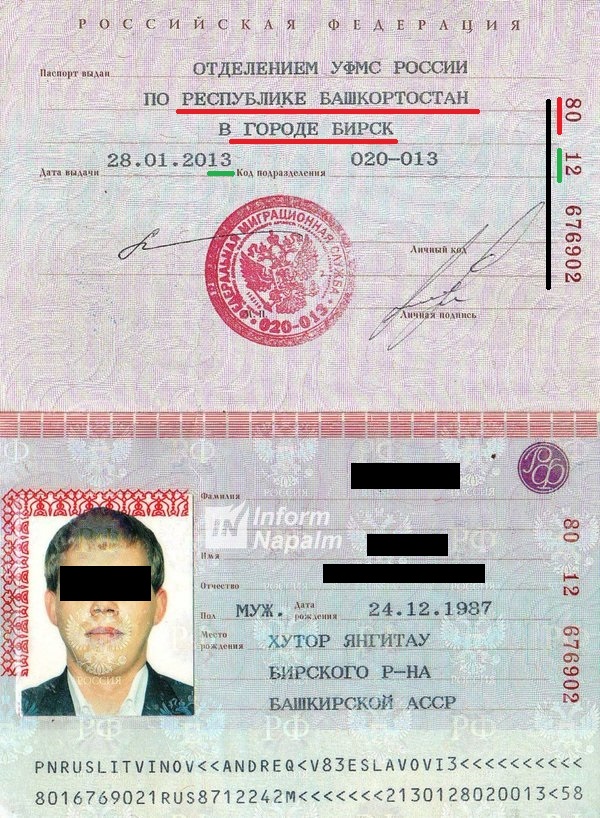 РОССИЙСКАЯ ФЕДЕРАЦИЯ
Паспорт выдан ОТДЕЛЕНИЕМ УФМС РОССИИ
ПО РЕСПУБЛИКЕ БАШКОРТОСТАН
В ГОРОДЕ БИРСК
Дата выдачи 28.01.2013 Код подразделения 020-013
80 12 676902
ФЕДЕРАЛЬНАЯ МИГРАЦИОННАЯ СЛУЖБА
020-013
М. П.
Личный код
Личная подпись
РФ
Фамилия
Inform
Napalm
Имя
Отчество
Пол МУЖ. Дата рождения 24.12.1987
Место рождения ХУТОР ЯНГИТАУ
БИРСКОГО Р-НА
БАШКИРСКОЙ АССР
80 12 676902
РОССИЯ
PNRUSLITVINOV<<ANDREQ<V83ESLAVOVI3<<<<<<<<<<
8016769021RUS8712242M<<<<<<<2130128020013<58